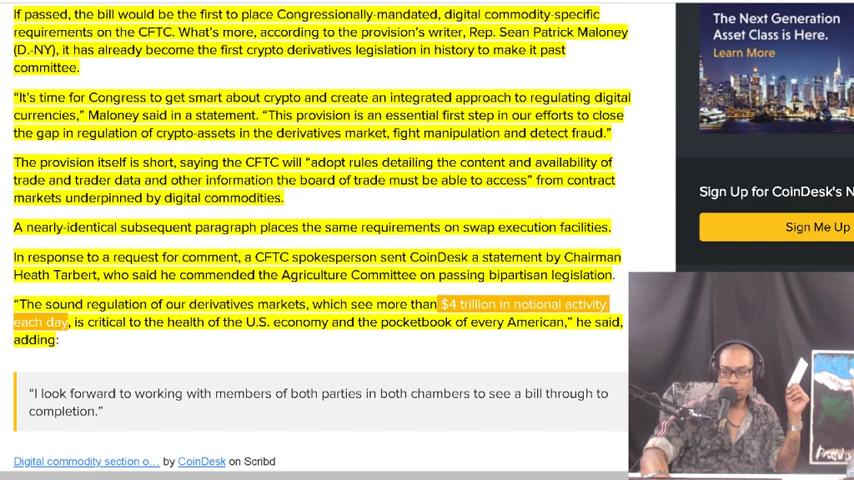 If passed, the bill would be the first to place Congressionally-mandated, digital commodity-specific
requirements on the CFTC. What's more, according to the provision's writer, Rep. Sean Patrick Maloney
(D.-NY), it has already become the first crypto derivatives legislation in history to make it past
committee.
“It's time for Congress to get smart about crypto and create an integrated approach to regulating digital
currencies,” Maloney said in a statement. “This provision is an essential first step in our efforts to close
the gap in regulation of crypto-assets in the derivatives market, fight manipulation and detect fraud.”
The provision itself is short, saying the CFTC will “adopt rules detailing the content and availability of
trade and trader data and other information the board of trade must be able to access” from contract
markets underpinned by digital commodities.
A nearly-identical subsequent paragraph places the same requirements on swap execution facilities.
In response to a request for comment, a CFTC spokesperson sent CoinDesk a statement by Chairman
Heath Tarbert, who said he commended the Agriculture Committee on passing bipartisan legislation.
“The sound regulation of our derivatives markets, which see more than $4 trillion in notional activity
each day, is critical to the health of the U.S. economy and the pocketbook of every American,” he said,
adding:
“I look forward to working with members of both parties in both chambers to see a bill through to
completion.”
Digital commodity section o... by CoinDesk on Scribd
The Next Generation
Asset Class is Here.
Learn More
Sign Up for CoinDesk's N
Sign Me Up